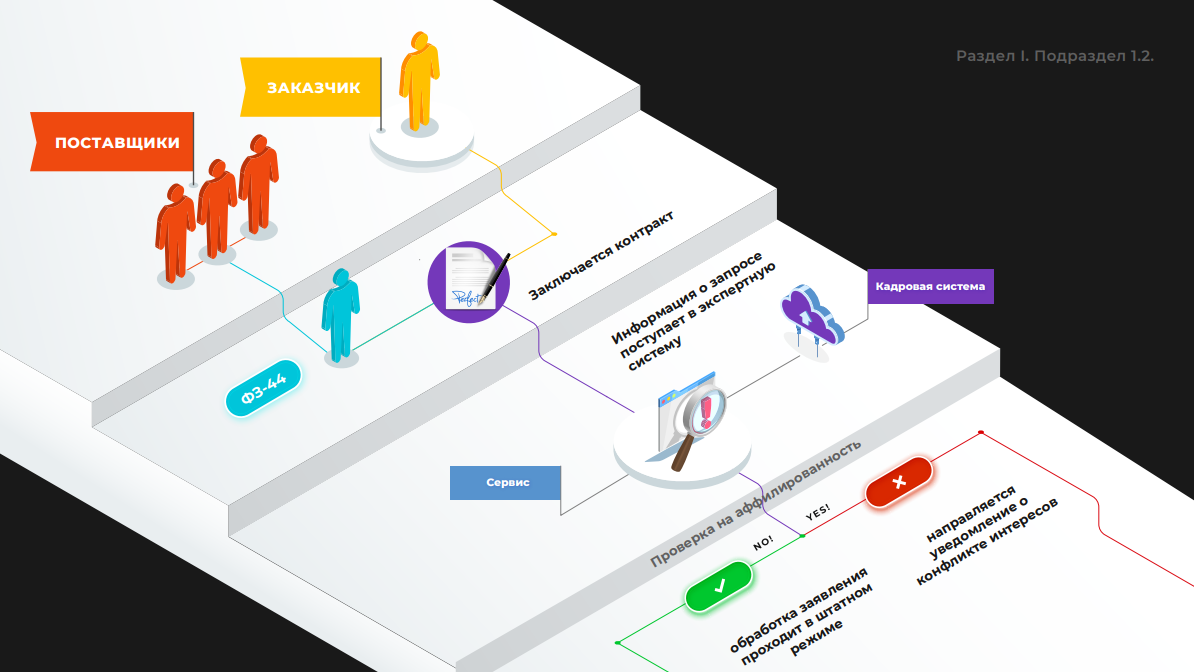 Раздел I. Подраздел 1.2.
ЗАКАЗЧИК
ПОСТАВЩИКИ
Заключается контракт
Perfect
ФЗ-44
Информация о запросе
поступает в экспертную
систему
Кадровая система
Сервис
Проверка на аффилированность
YES!
NO!
направляется
уведомление о
конфликте интересов
обработка заявления
проходит в штатном
режиме